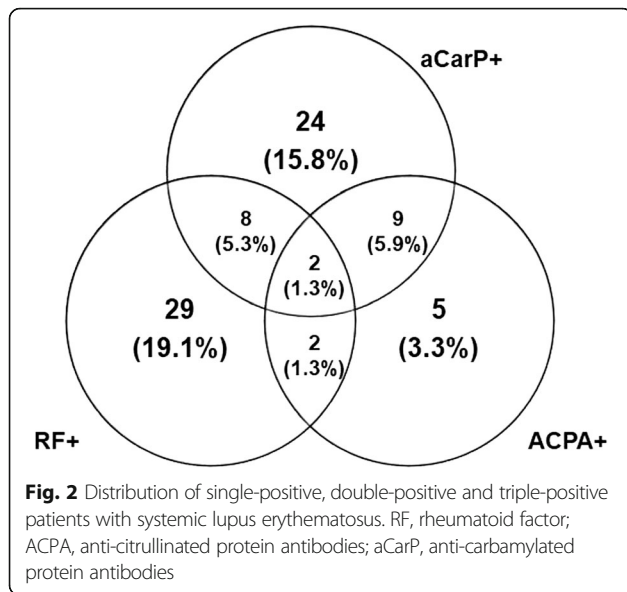 aCarP+
24
(15.8%)
8
(5.3%)
9
(5.9%)
2
(1.3%)
29
(19.1%)
5
(3.3%)
2
(1.3%)
RF+
ACPA+
Fig. 2 Distribution of single-positive, double-positive and triple-positive
patients with systemic lupus erythematosus. RF, rheumatoid factor;
ACPA, anti-citrullinated protein antibodies; aCarP, anti-carbamylated
protein antibodies